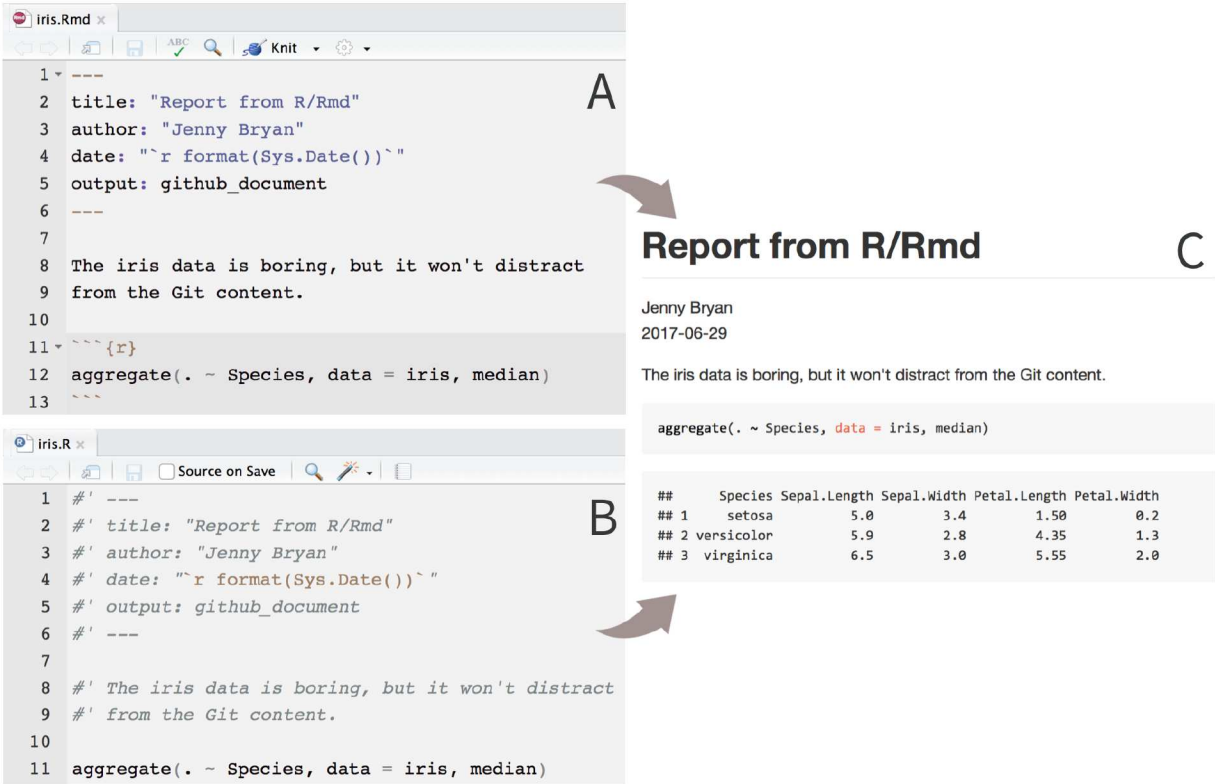 iris.Rmd
ABC Knit
1 ---
2 title: "Report from R/Rmd"
3 author: "Jenny Bryan"
4 date: "`r format(Sys.Date())`"
5 output: github_document
6 ---
7
8 The iris data is boring, but it won't distract
9 from the Git content.
10
11 ```{r}
12 aggregate(. ~ Species, data = iris, median)
13 ```
A
iris.R
Source on Save
1 #' ---
2 #' title: "Report from R/Rmd"
3 #' author: "Jenny Bryan"
4 #' date: "`r format(Sys.Date())`"
5 #' output: github_document
6 #' ---
7
8 #' The iris data is boring, but it won't distract
9 #' from the Git content.
10
11 aggregate(. ~ Species, data = iris, median)
B
Report from R/Rmd
C
Jenny Bryan
2017-06-29
The iris data is boring, but it won't distract from the Git content.
aggregate(. ~ Species, data = iris, median)
## Species Sepal.Length Sepal.Width Petal.Length Petal.Width
## 1 setosa 5.0 3.4 1.50 0.2
## 2 versicolor 5.9 2.8 4.35 1.3
## 3 virginica 6.5 3.0 5.55 2.0